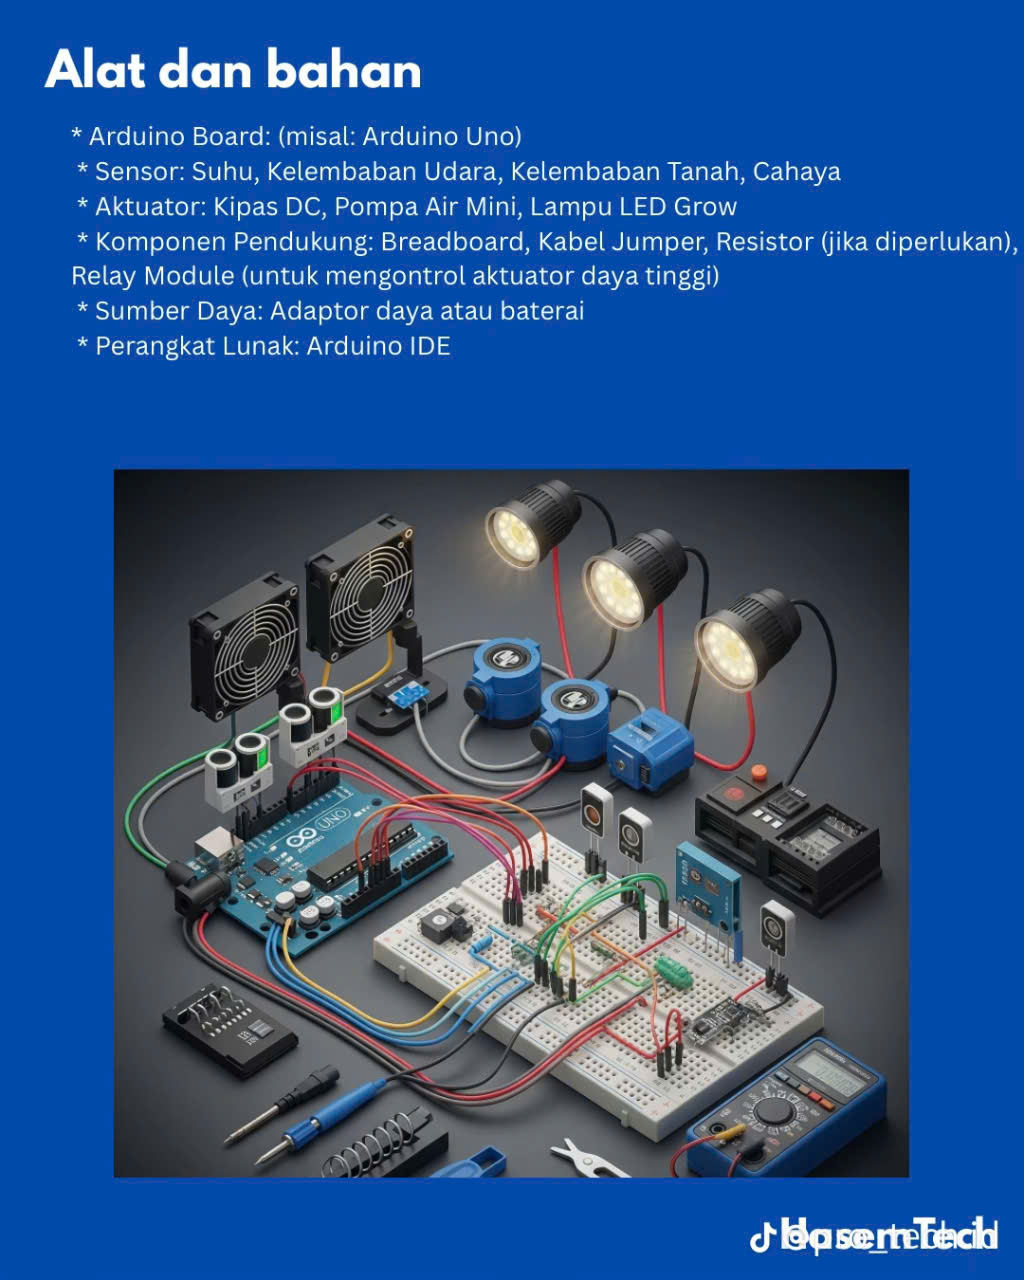 Alat dan bahan
* Arduino Board: (misal: Arduino Uno)
* Sensor: Suhu, Kelembaban Udara, Kelembaban Tanah, Cahaya
* Aktuator: Kipas DC, Pompa Air Mini, Lampu LED Grow
* Komponen Pendukung: Breadboard, Kabel Jumper, Resistor (jika diperlukan),
Relay Module (untuk mengontrol aktuator daya tinggi)
* Sumber Daya: Adaptor daya atau baterai
* Perangkat Lunak: Arduino IDE
UNO
HasemTech